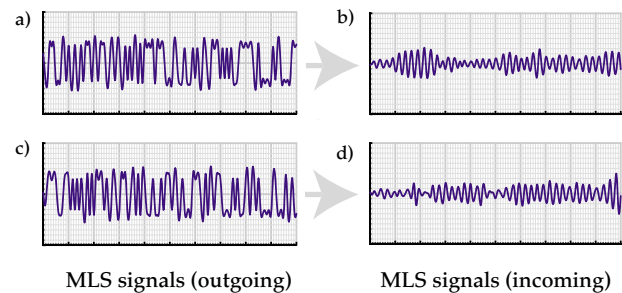 a)
b)
c)
d)
MLS signals (outgoing)
MLS signals (incoming)